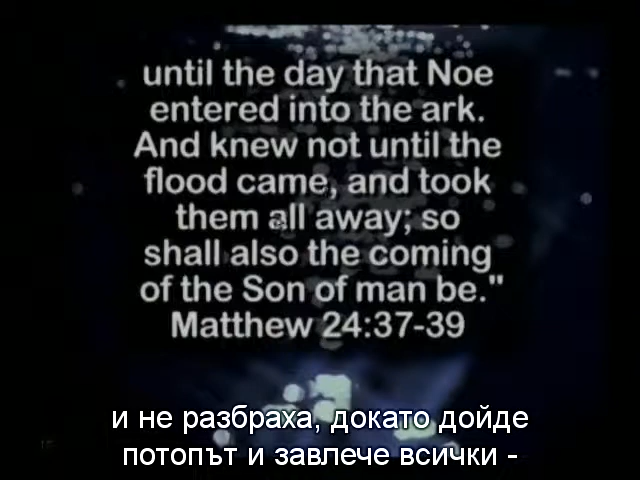 until the day that Noe
entered into the ark.
And knew not until the
flood came, and took
them all away; so
shall also the coming
of the Son of man be."
Matthew 24:37-39
и не разбраха, докато дойде
потопът и завлече всички -